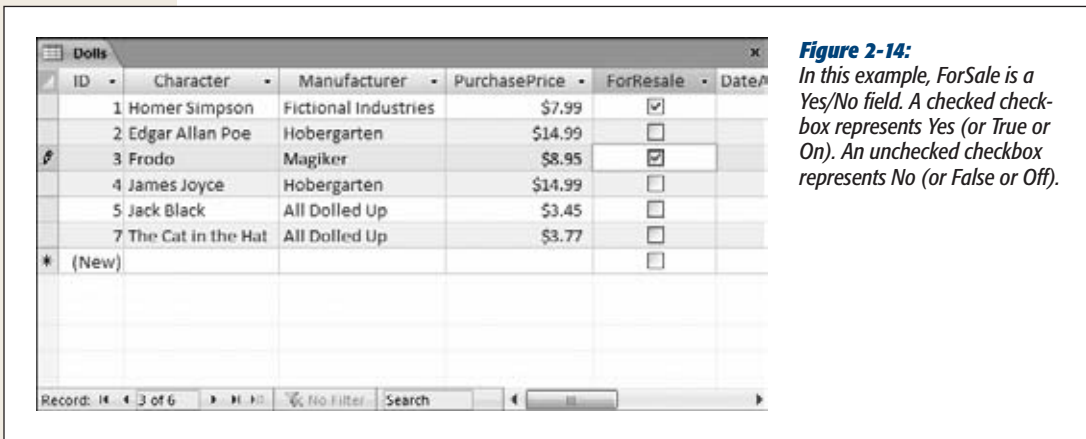 Dolls
ID Character Manufacturer PurchasePrice ForResale DateA
1 Homer Simpson Fictional Industries $7.99
2 Edgar Allan Poe Hobergarten $14.99
3 Frodo Magiker $8.95
4 James Joyce Hobergarten $14.99
5 Jack Black All Dolled Up $3.45
7 The Cat in the Hat All Dolled Up $3.77
(New)
Record: 3 of 6 No Filter Search
Figure 2-14:
In this example, ForSale is a
Yes/No field. A checked check-
box represents Yes (or True or
On). An unchecked checkbox
represents No (or False or Off).